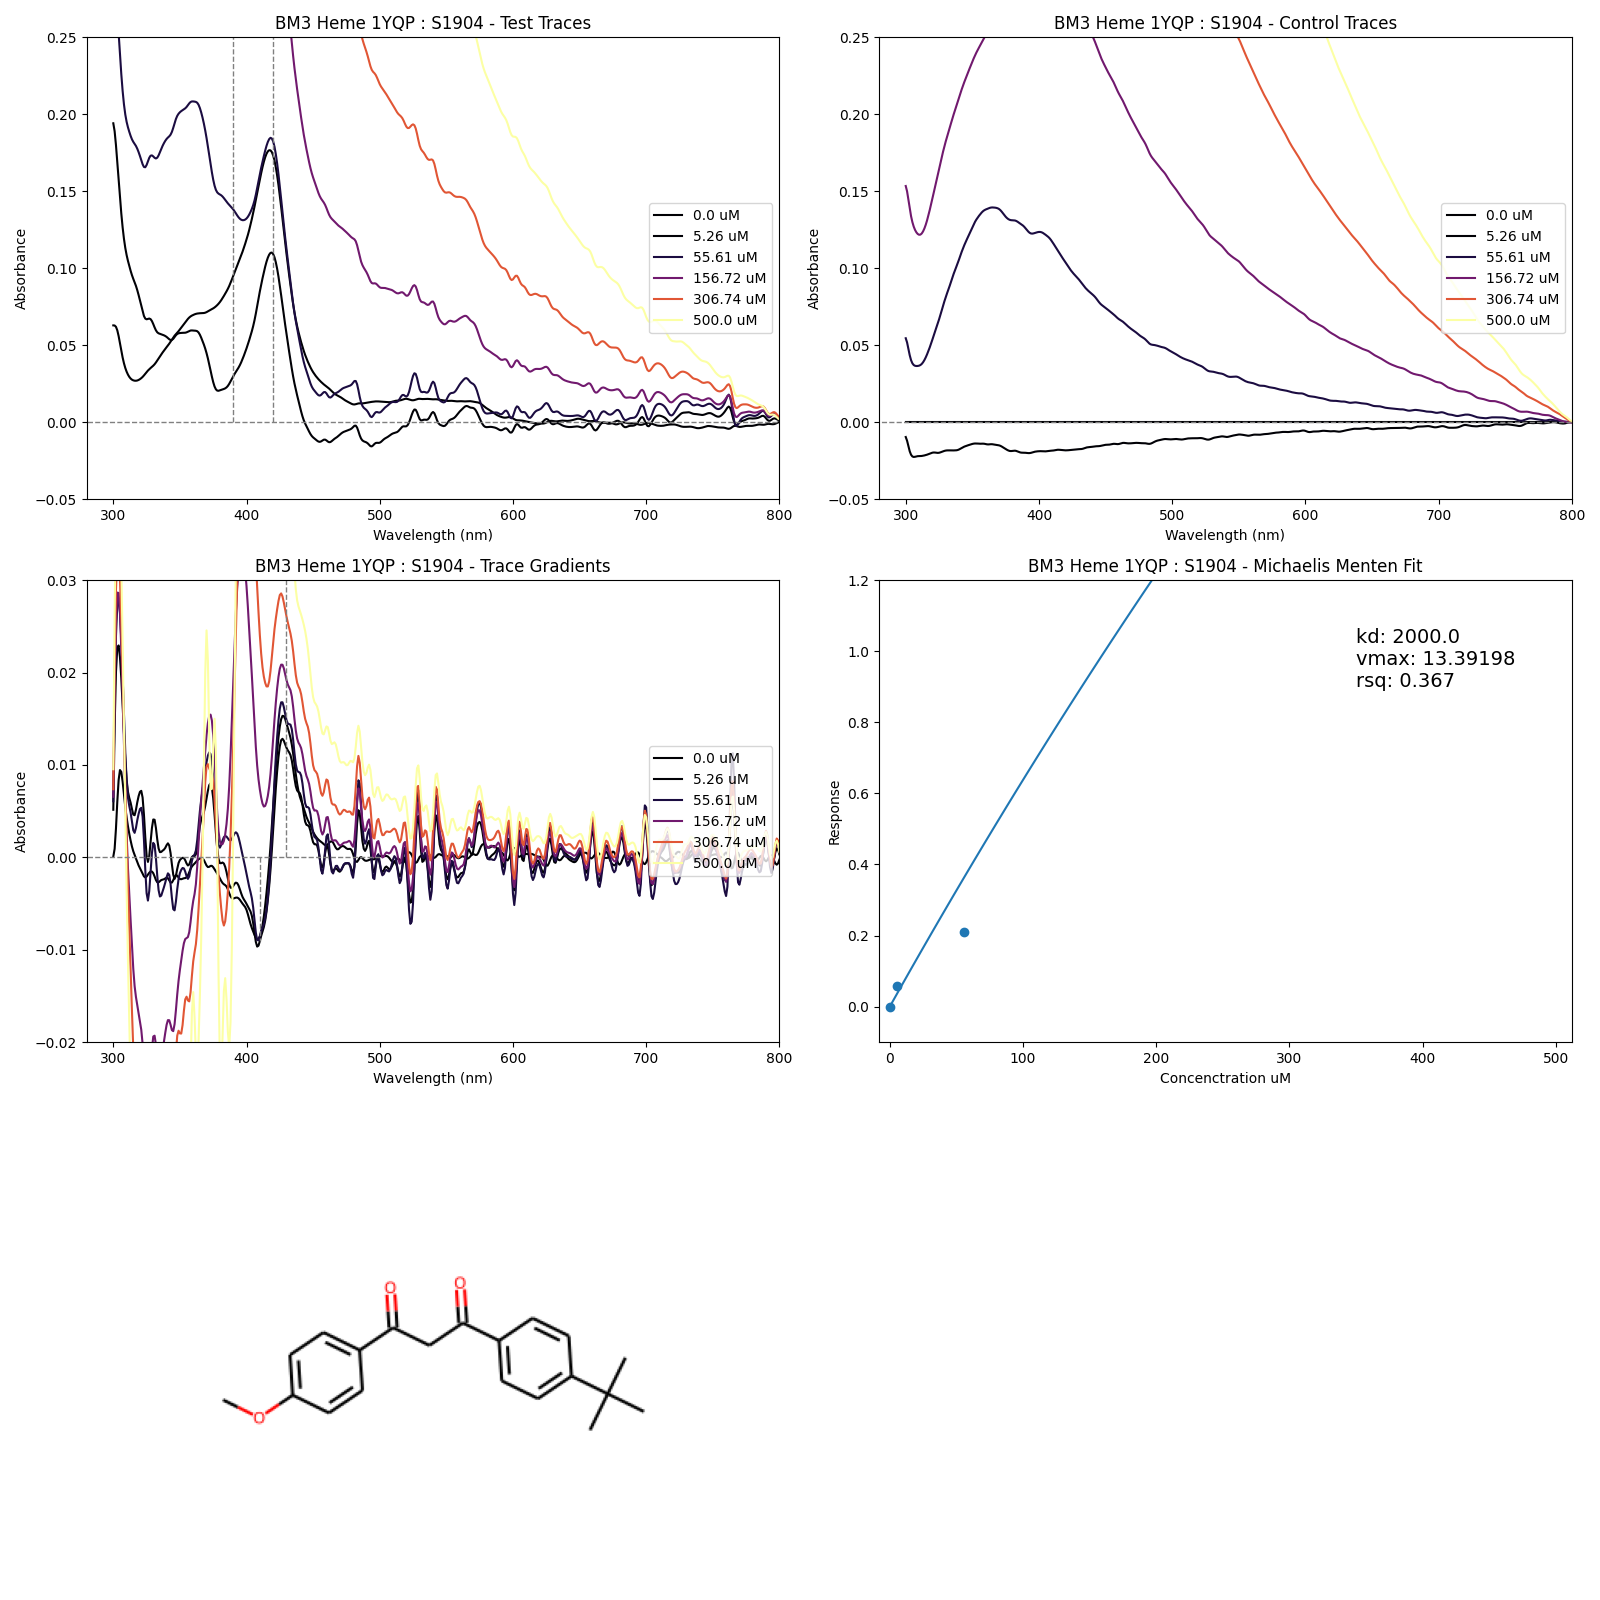 BM3 Heme 1YQP : S1904 - Test Traces
0.25
0.20
0.15
0.10
0.05
0.00
−0.05
Absorbance
300
400
500
600
700
800
Wavelength (nm)
0.0 uM
5.26 uM
55.61 uM
156.72 uM
306.74 uM
500.0 uM
BM3 Heme 1YQP : S1904 - Control Traces
0.25
0.20
0.15
0.10
0.05
0.00
−0.05
Absorbance
300
400
500
600
700
800
Wavelength (nm)
0.0 uM
5.26 uM
55.61 uM
156.72 uM
306.74 uM
500.0 uM
BM3 Heme 1YQP : S1904 - Trace Gradients
0.03
0.02
0.01
0.00
−0.01
−0.02
Absorbance
300
400
500
600
700
800
Wavelength (nm)
0.0 uM
5.26 uM
55.61 uM
156.72 uM
306.74 uM
500.0 uM
BM3 Heme 1YQP : S1904 - Michaelis Menten Fit
1.2
1.0
0.8
0.6
0.4
0.2
0.0
Response
0
100
200
300
400
500
Concenctration uM
kd: 2000.0
vmax: 13.39198
rsq: 0.367
O
O
O